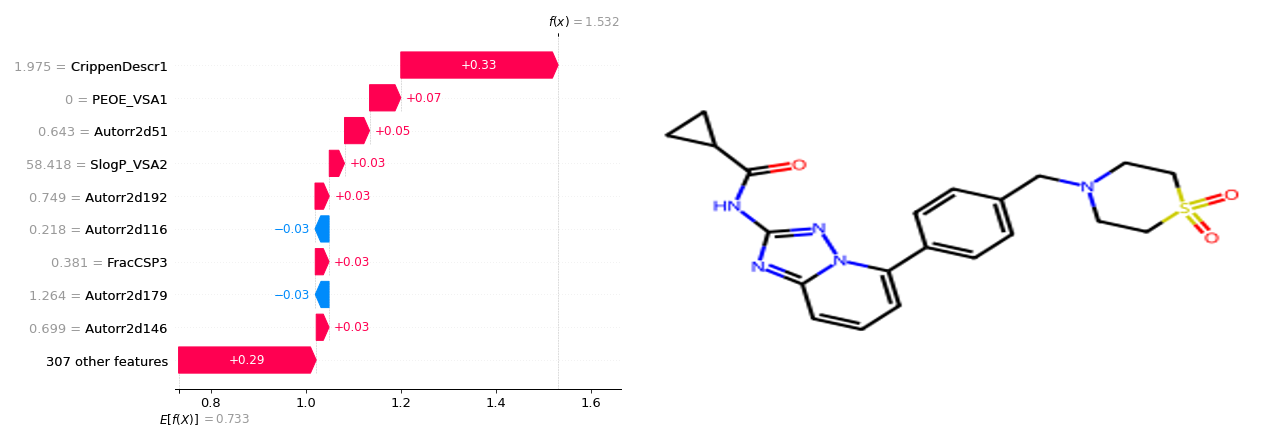 f(x) = 1.532
1.975 = CrippenDescr1
+0.33
0 = PEOE_VSA1
+0.07
0.643 = Autorr2d51
+0.05
58.418 = SlogP_VSA2
+0.03
0.749 = Autorr2d192
+0.03
0.218 = Autorr2d116
−0.03
0.381 = FracCSP3
+0.03
1.264 = Autorr2d179
−0.03
0.699 = Autorr2d146
+0.03
307 other features
+0.29
0.8 1.0 1.2 1.4 1.6
E[f(X)] = 0.733
O
HN
N
N
N
N
S
O
O